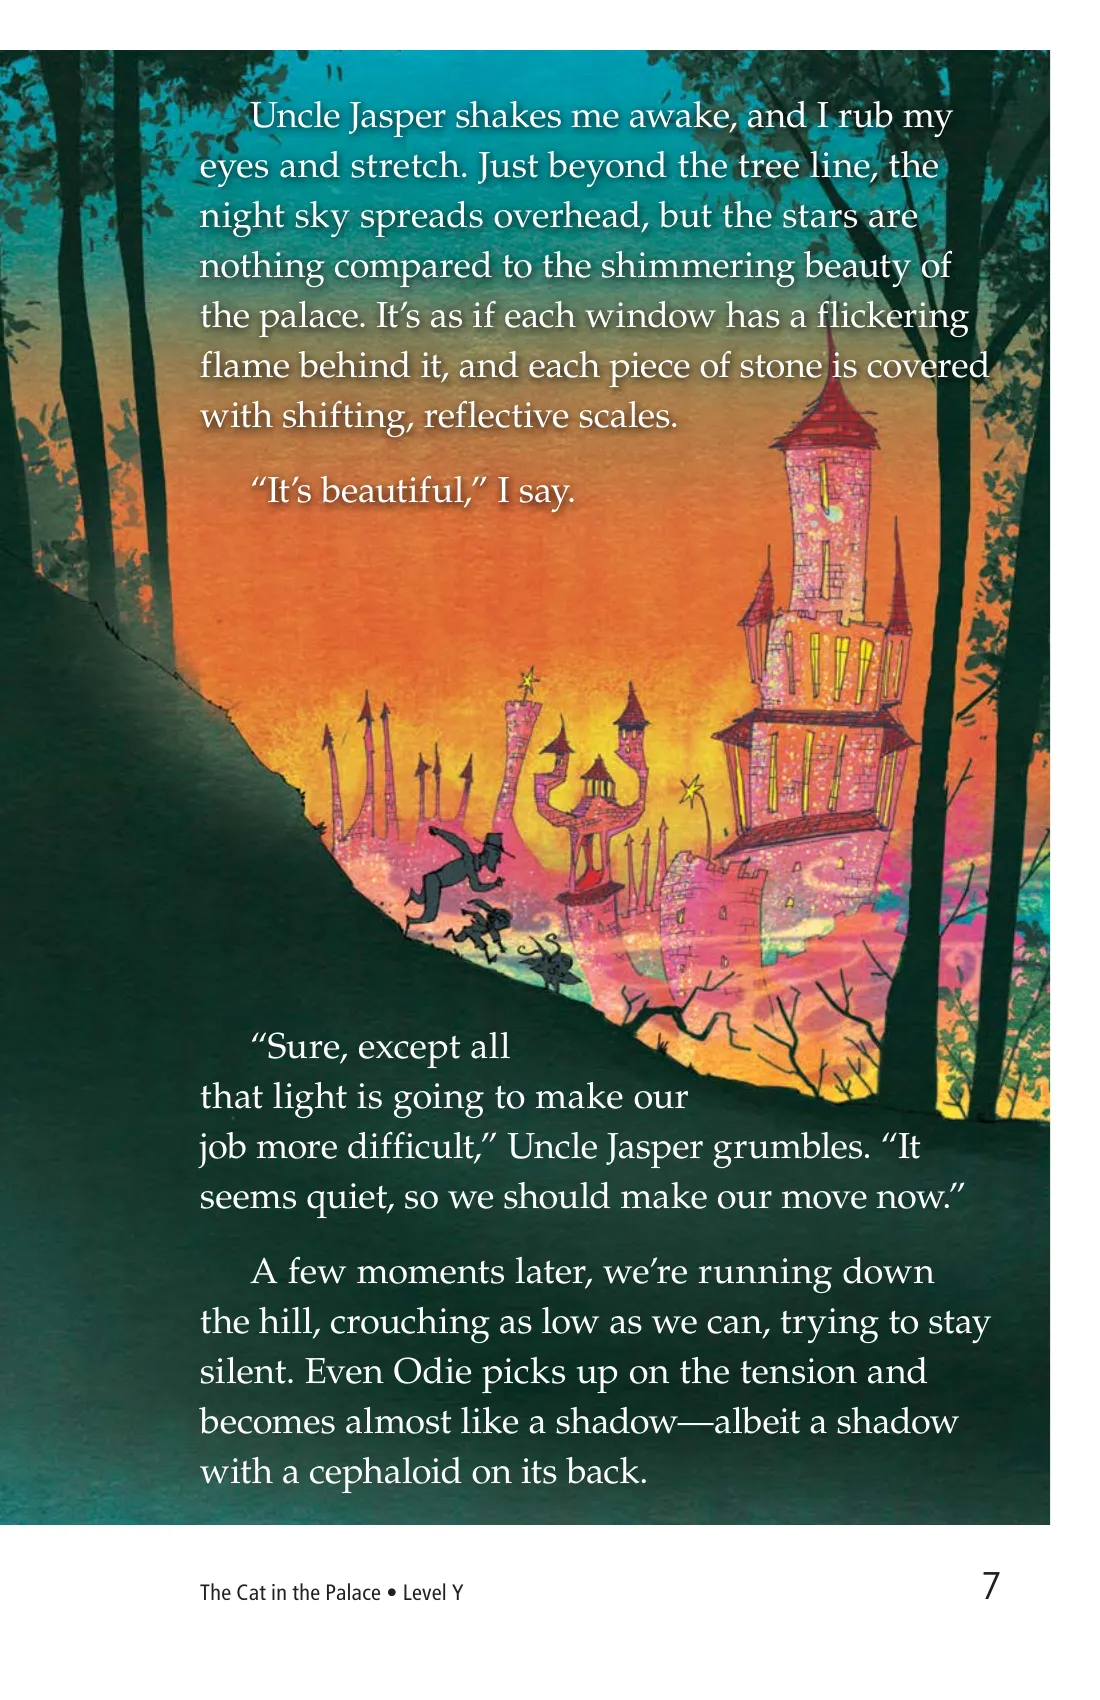 Uncle Jasper shakes me awake, and I rub my
eyes and stretch. Just beyond the tree line, the
night sky spreads overhead, but the stars are
nothing compared to the shimmering beauty of
the palace. It’s as if each window has a flickering
flame behind it, and each piece of stone is covered
with shifting, reflective scales.
“It’s beautiful,” I say.
“Sure, except all
that light is going to make our
job more difficult,” Uncle Jasper grumbles. “It
seems quiet, so we should make our move now.”
A few moments later, we’re running down
the hill, crouching as low as we can, trying to stay
silent. Even Odie picks up on the tension and
becomes almost like a shadow—albeit a shadow
with a cephaloid on its back.
The Cat in the Palace • Level Y
7